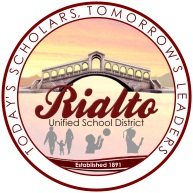 TODAY'S SCHOLARS, TOMORROW'S LEADERS
Rialto
Unified School District
Established 1891